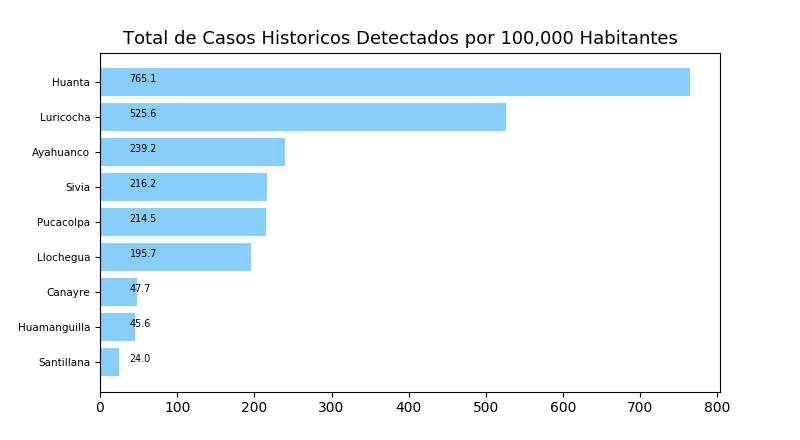 Total de Casos Historicos Detectados por 100,000 Habitantes
Huanta 765.1
Luricocha 525.6
Ayahuanco 239.2
Sivia 216.2
Pucacolpa 214.5
Llochegua 195.7
Canayre 47.7
Huamanguilla 45.6
Santillana 24.0
0 100 200 300 400 500 600 700 800